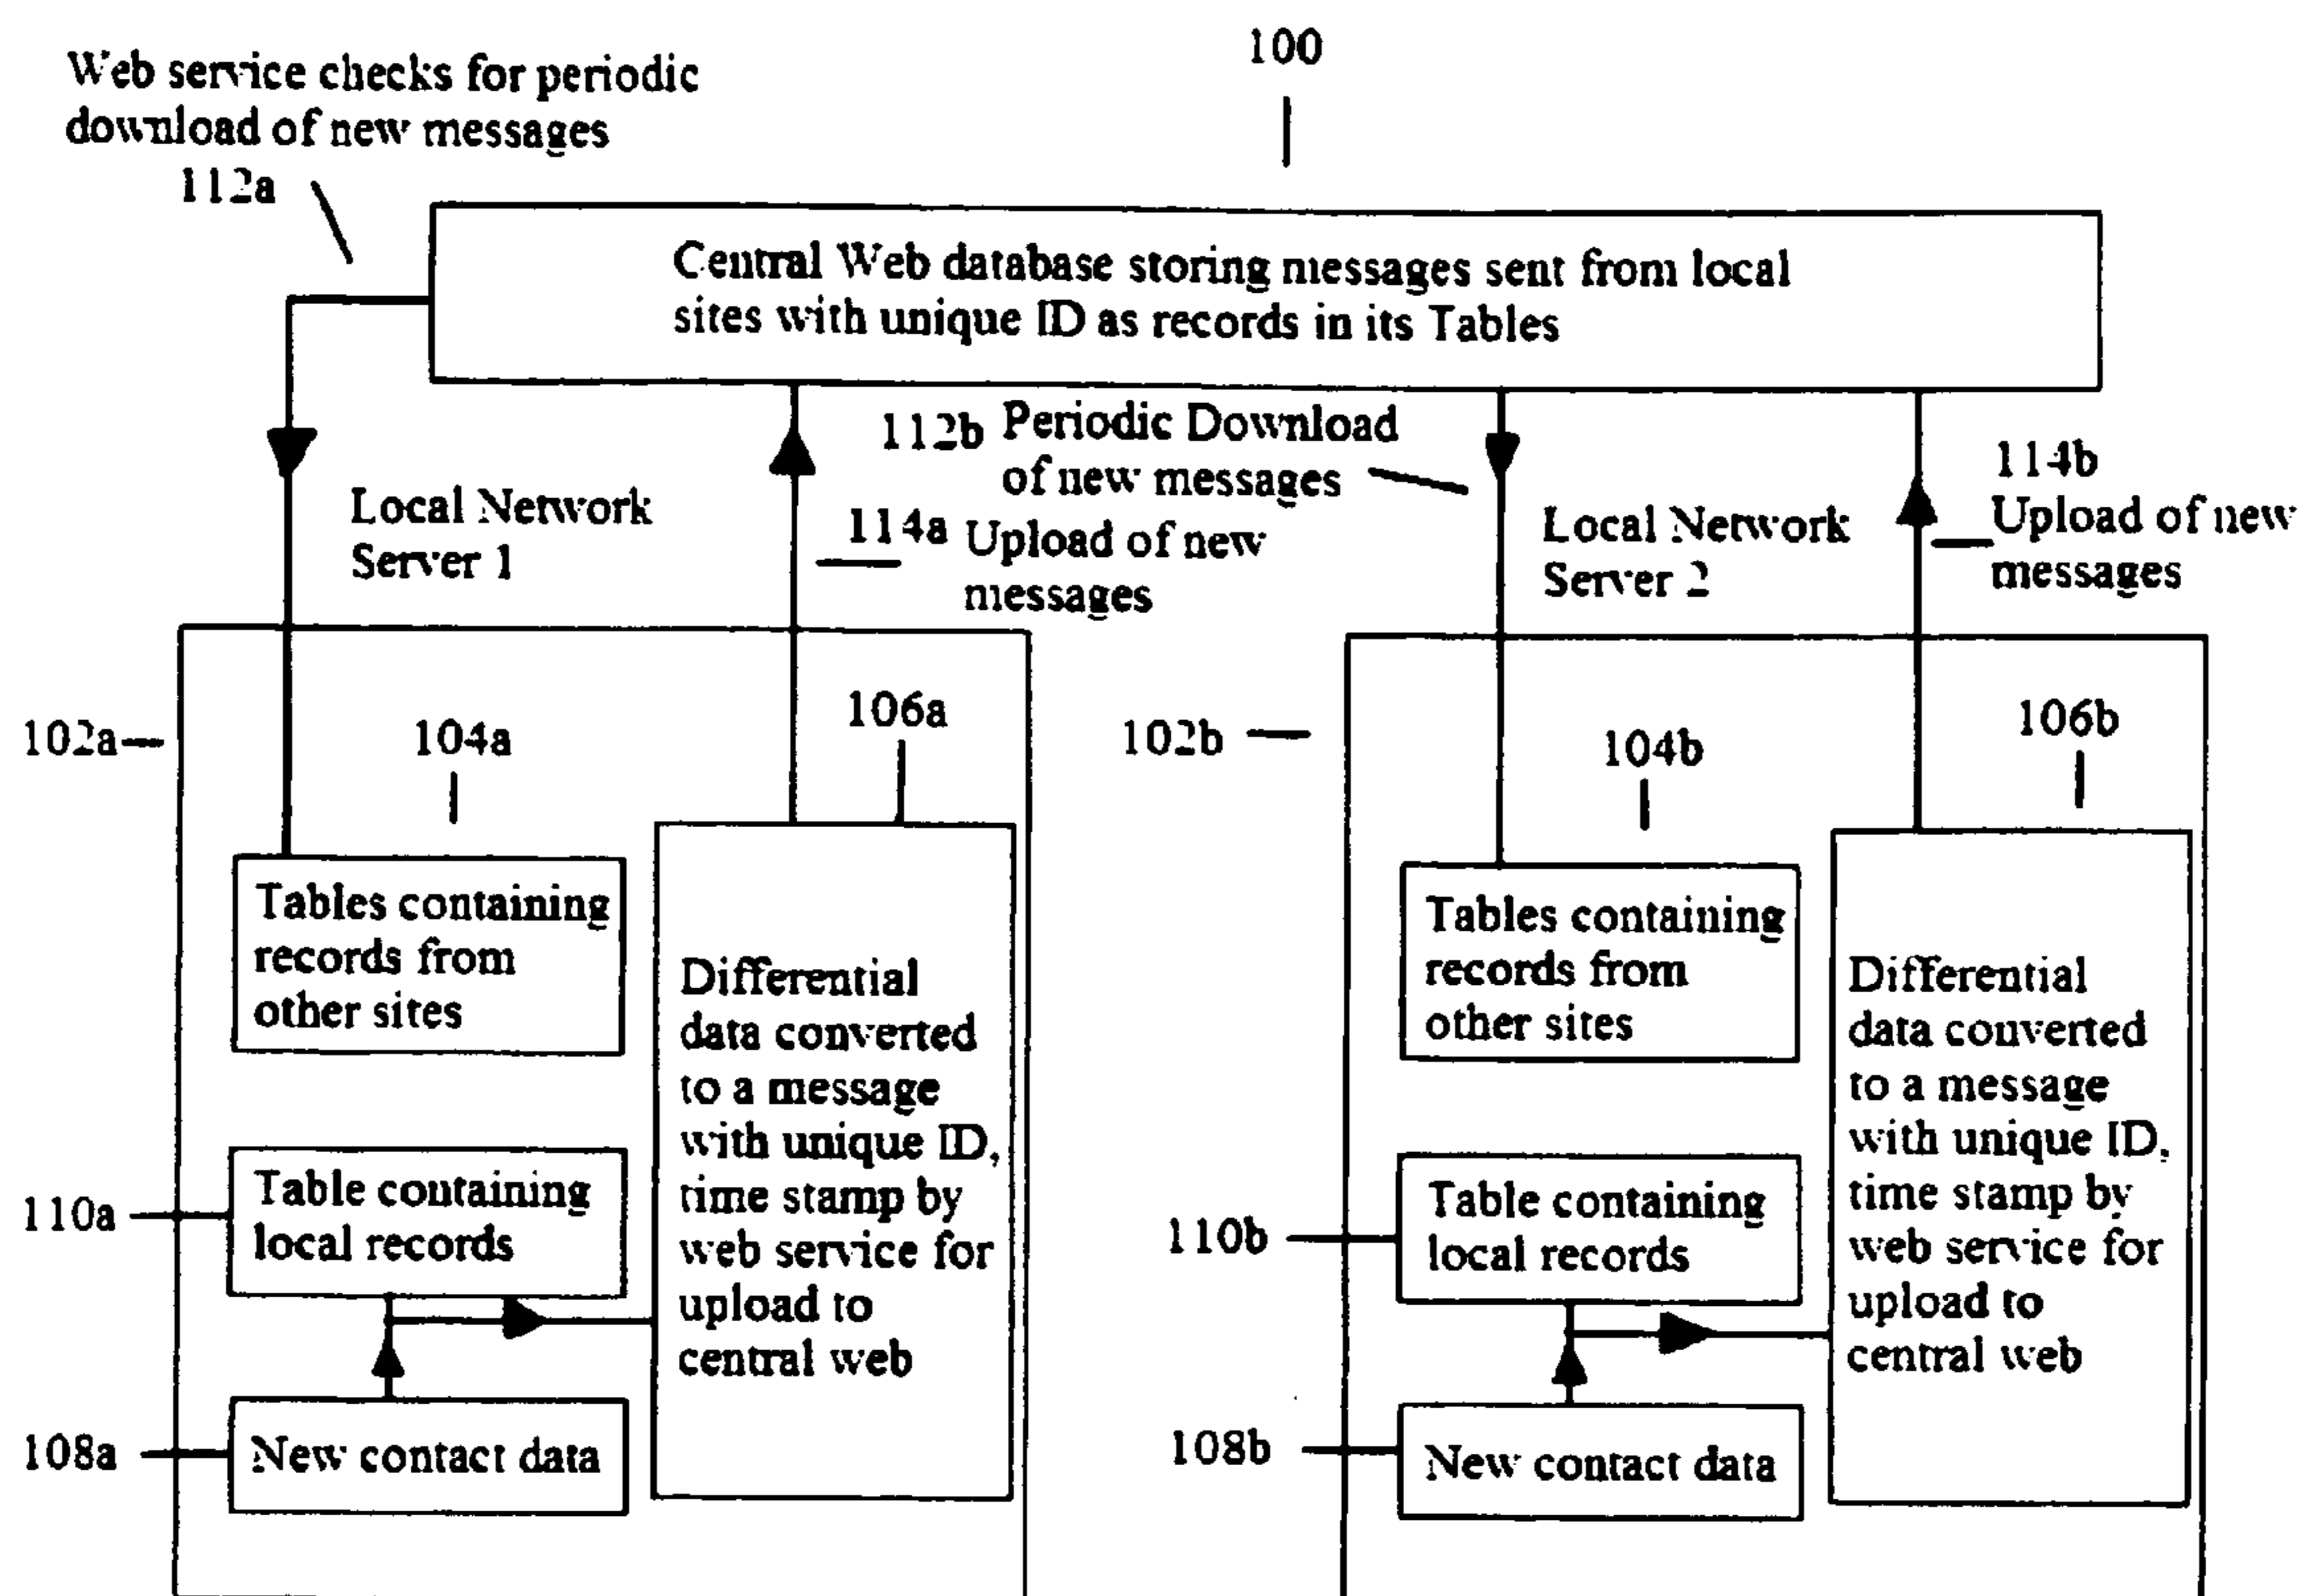 100
Web service checks for periodic
download of new messages
112a
Central Web database storing messages sent from local
sites with unique ID as records in its Tables
112b
Periodic Download
of new messages
114a
Upload of new
messages
114b
Upload of new
messages
Local Network
Server 1
Local Network
Server 2
102a
104a
106a
Tables containing
records from
other sites
Differential
data converted
to a message
with unique ID,
time stamp by
web service for
upload to
central web
110a
Table containing
local records
108a
New contact data
102b
104b
106b
Tables containing
records from
other sites
Differential
data converted
to a message
with unique ID,
time stamp by
web service for
upload to
central web
110b
Table containing
local records
108b
New contact data